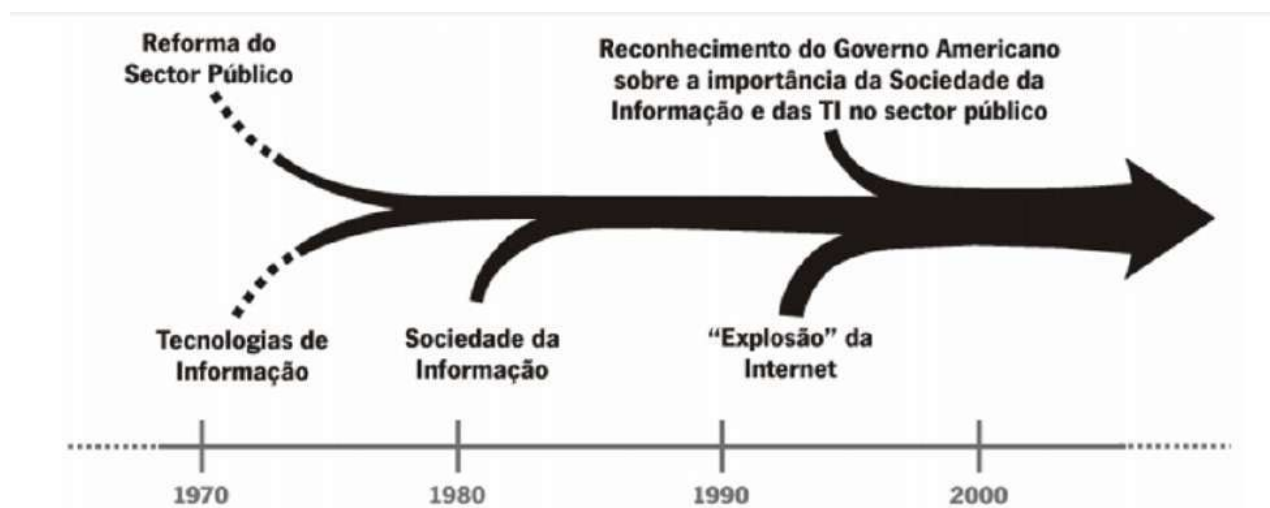 Reforma do
Sector Público
Reconhecimento do Governo Americano
sobre a importância da Sociedade da
Informação e das TI no sector público
Tecnologias de
Informação
Sociedade da
Informação
“Explosão” da
Internet
1970
1980
1990
2000